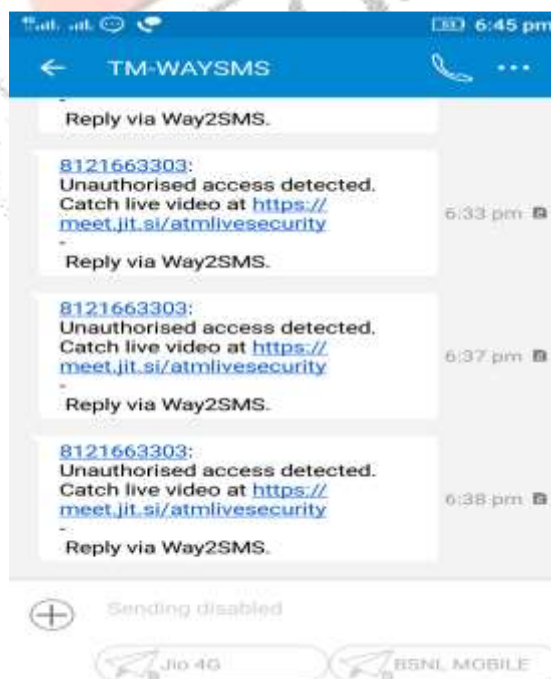 6:45 pm
TM-WAYSMS
-
Reply via Way2SMS.
8121663303:
Unauthorised access detected.
Catch live video at https://
meet.jit.si/atmlivesecurity
-
Reply via Way2SMS.
6:33 pm
8121663303:
Unauthorised access detected.
Catch live video at https://
meet.jit.si/atmlivesecurity
-
Reply via Way2SMS.
6:37 pm
8121663303:
Unauthorised access detected.
Catch live video at https://
meet.jit.si/atmlivesecurity
-
Reply via Way2SMS.
6:38 pm
Sending disabled
Jio 4G
BSNL MOBILE